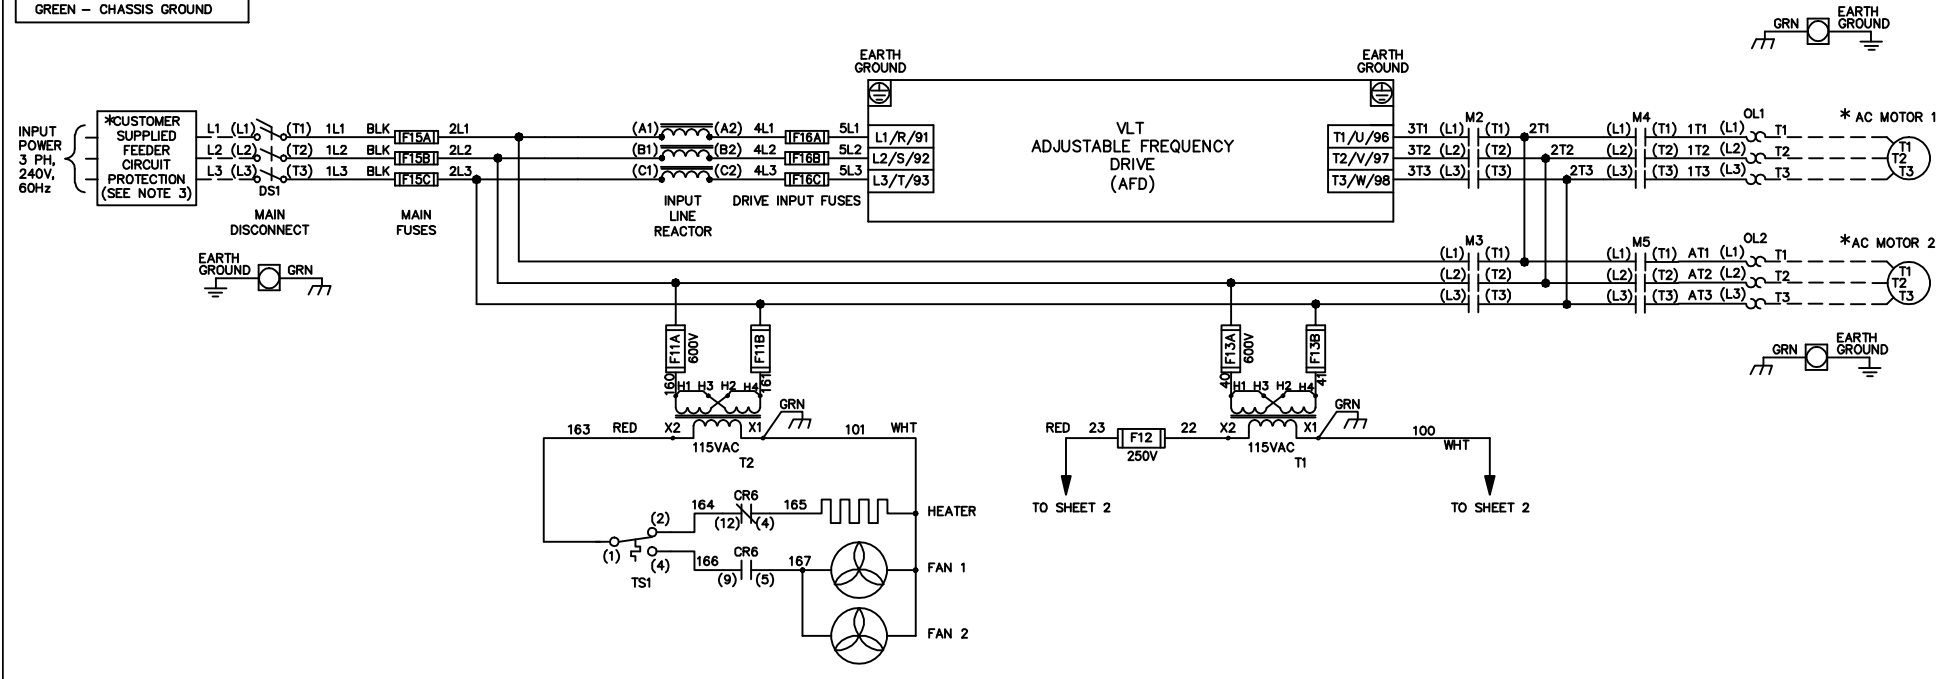 GREEN – CHASSIS GROUND
GRN
EARTH
GROUND
EARTH
GROUND
EARTH
GROUND
INPUT
POWER
3 PH,
240V,
60Hz
*CUSTOMER
SUPPLIED
FEEDER
CIRCUIT
PROTECTION
(SEE NOTE 3)
L1 (L1) (T1) 1L1 BLK F15A 2L1
L2 (L2) (T2) 1L2 BLK F15B 2L2
L3 (L3) (T3) 1L3 BLK F15C 2L3
DS1
MAIN
DISCONNECT
MAIN
FUSES
(A1) (A2) 4L1 F16A 5L1
(B1) (B2) 4L2 F16B 5L2
(C1) (C2) 4L3 F16C 5L3
INPUT
LINE
REACTOR
DRIVE INPUT FUSES
L1/R/91
L2/S/92
L3/T/93
VLT
ADJUSTABLE FREQUENCY
DRIVE
(AFD)
T1/U/96
T2/V/97
T3/W/98
M2
M4
OL1
* AC MOTOR 1
3T1 (L1) (T1) 2T1 (L1) (T1) 1T1 (L1) T1
3T2 (L2) (T2) 2T2 (L2) (T2) 1T2 (L2) T2
3T3 (L3) (T3) 2T3 (L3) (T3) 1T3 (L3) T3
T1
T2
T3
EARTH
GROUND
GRN
M3
M5
OL2
*AC MOTOR 2
(L1) (T1) (L1) (T1) AT1 (L1) T1
(L2) (T2) (L2) (T2) AT2 (L2) T2
(L3) (T3) (L3) (T3) AT3 (L3) T3
T1
T2
T3
GRN
EARTH
GROUND
F11A
600V
F11B
160
161
H1 H3 H2 H4
GRN
163 RED X2 X1 101 WHT
115VAC
T2
F13A
600V
F13B
40
41
H1 H3 H2 H4
GRN
RED 23 F12 22 X2 X1 100
WHT
250V
115VAC
T1
TO SHEET 2
TO SHEET 2
164 CR6 165
(12) (4)
HEATER
(2)
(1)
(4)
TS1
166 CR6 167
(9) (5)
FAN 1
FAN 2